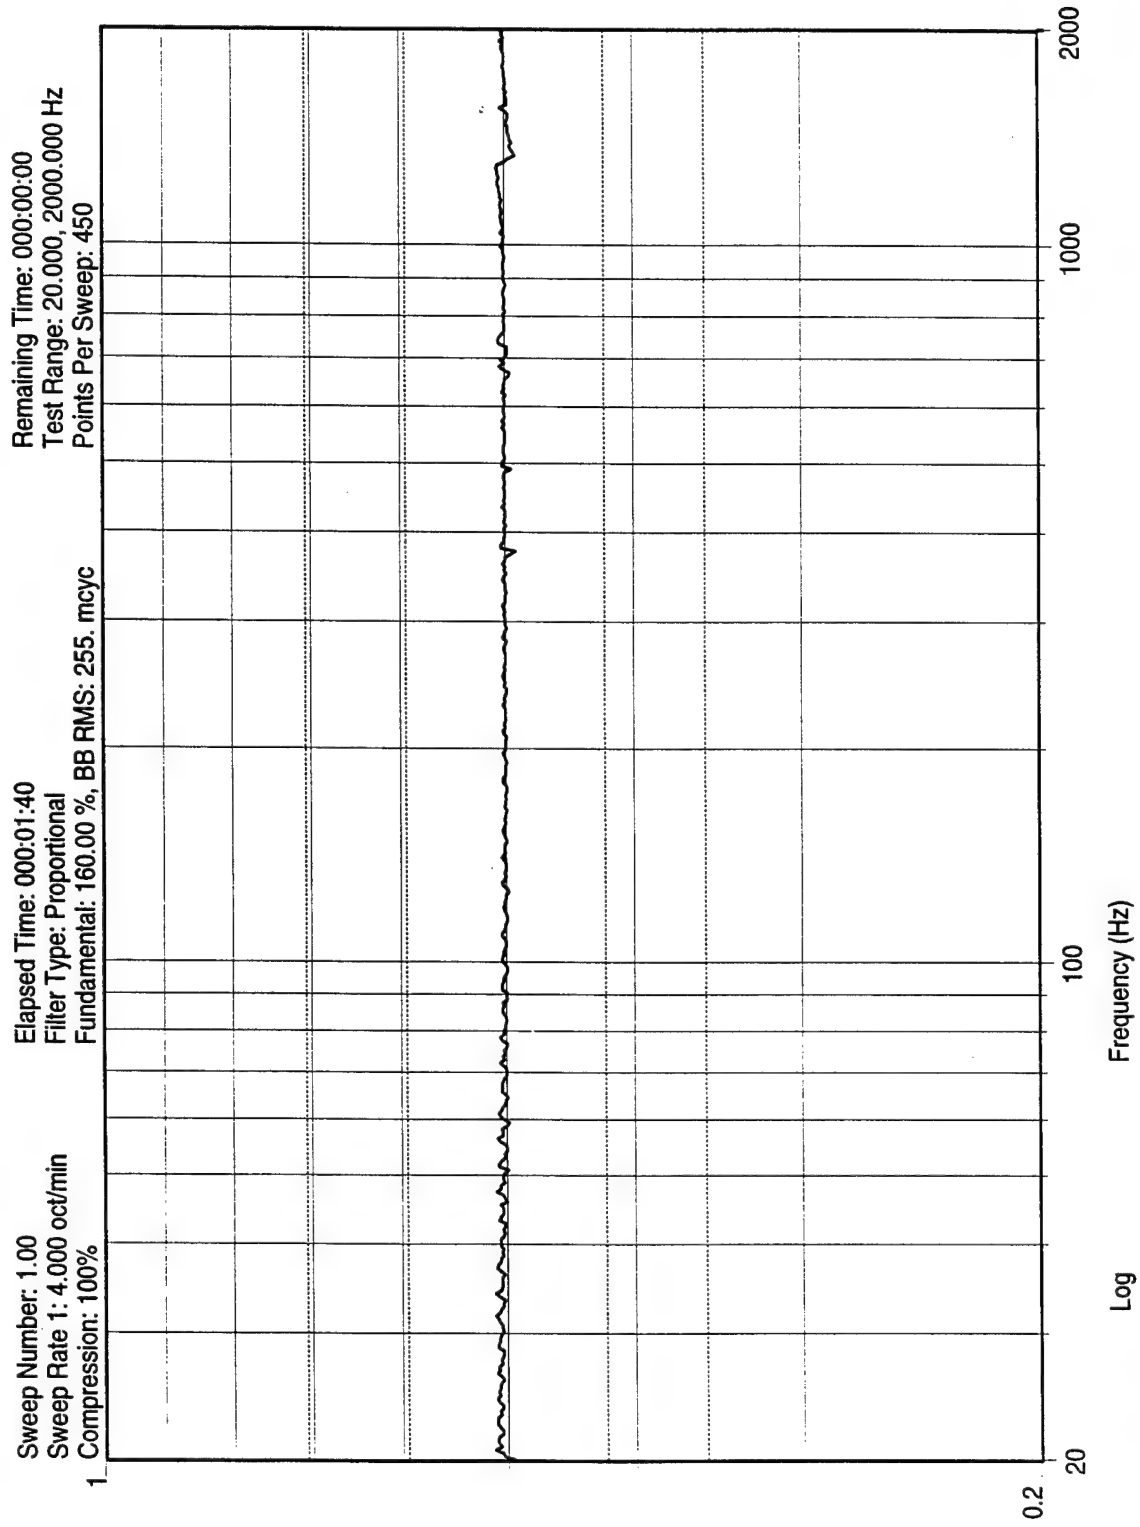 Sweep Number: 1.00
Sweep Rate 1: 4.000 oct/min
Compression: 100%
Elapsed Time: 000:01:40
Filter Type: Proportional
Fundamental: 160.00 %, BB RMS: 255. mcyc
Remaining Time: 000:00:00
Test Range: 20.000, 2000.000 Hz
Points Per Sweep: 450
1
0.2
20
100
1000
2000
Log
Frequency (Hz)